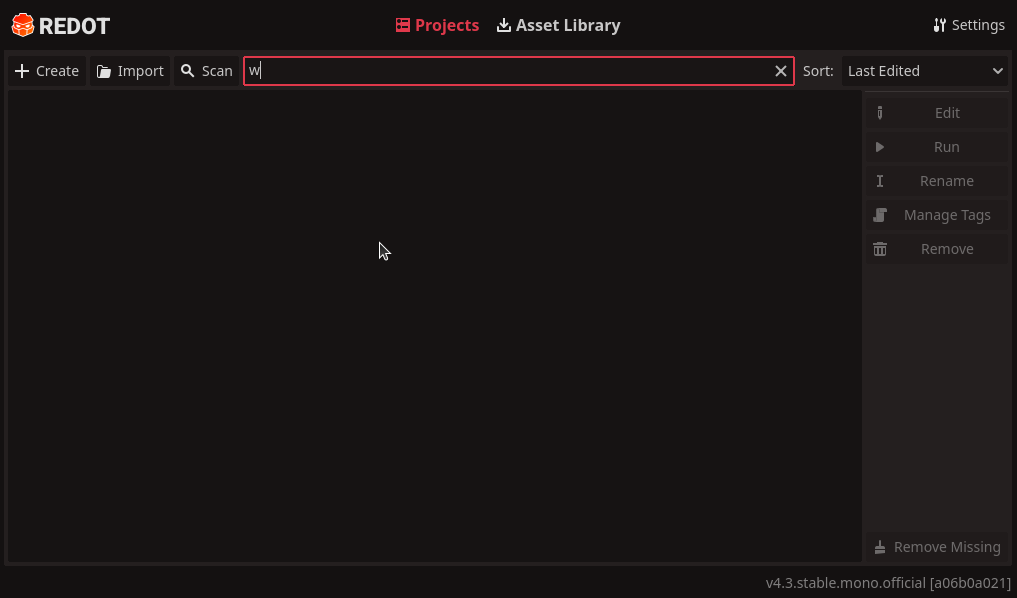 REDOT Projects Asset Library Settings
Create Import Scan w Sort: Last Edited
Edit
Run
Rename
Manage Tags
Remove
Remove Missing
v4.3.stable.mono.official [a06b0a021]